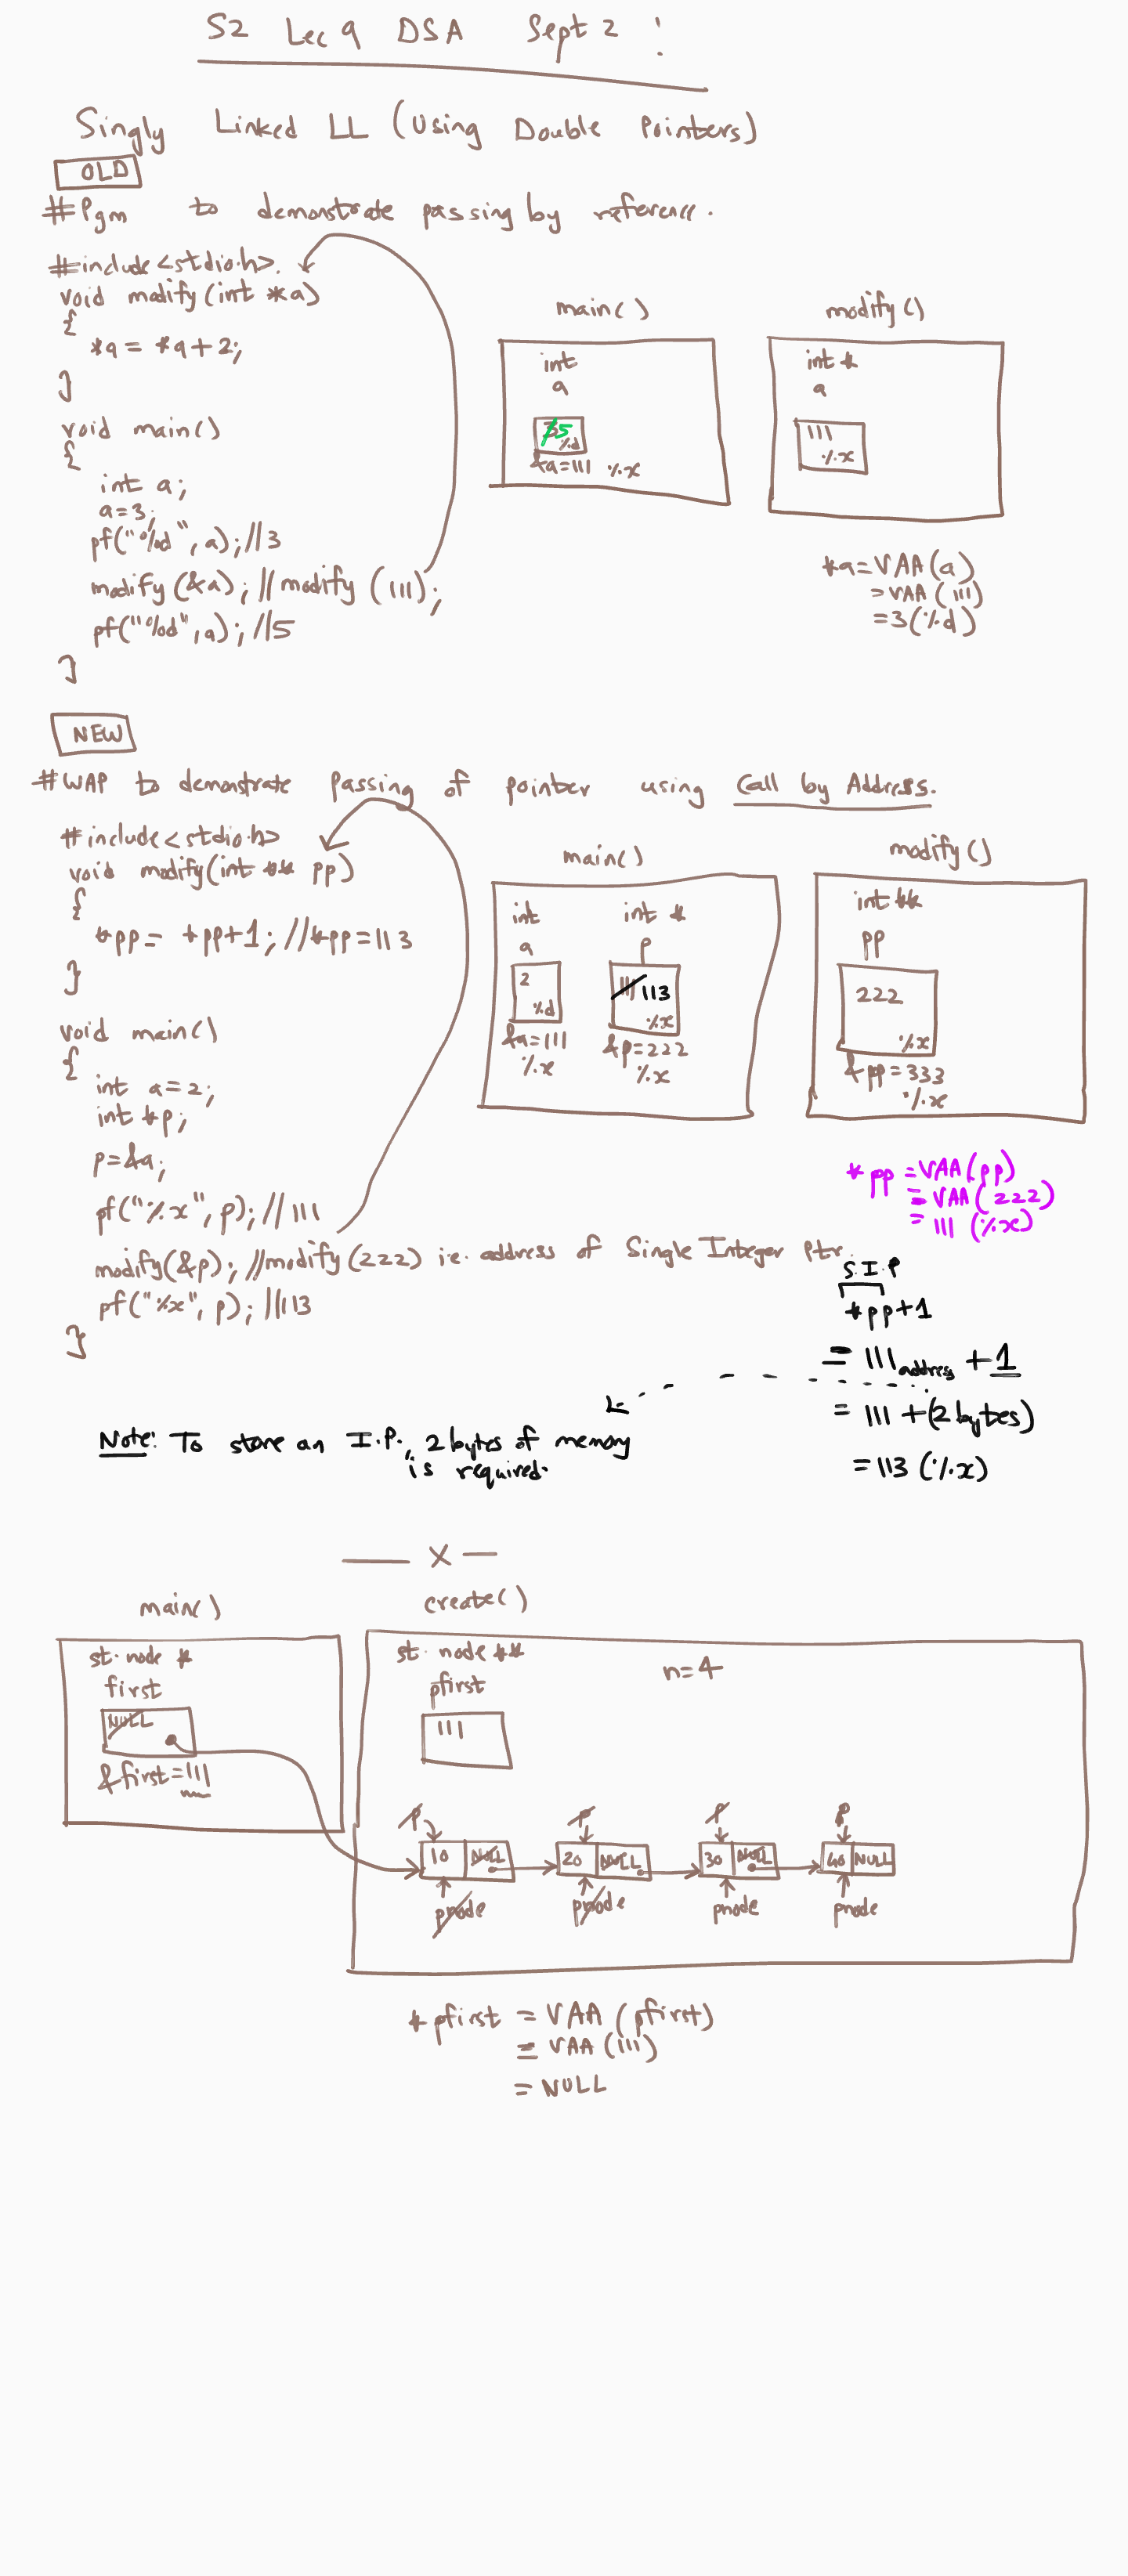 S2 Lec 9 DSA Sept 2 !
Singly Linked LL (Using Double Pointers)
OLD
#Pgm to demonstrate passing by reference.
#include<stdio.h>
void modify(int *a)
{
*a = *a+2;
}
void main()
{
int a;
a=3;
pf("%d", a); //3
modify(&a); // modify (111);
pf("%d", a); //5
}
main()
int
a
3 5
%d
&a=111 %x
modify()
int *
a
111
%x
*a=VAA(a)
=VAA(111)
=3(%d)
NEW
#WAP to demonstrate Passing of pointer using Call by Address.
#include<stdio.h>
void modify(int ** pp)
{
*pp = *pp+1; //*pp=113
}
void main()
{
int a=2;
int *p;
p=&a;
pf("%x", p); //111
modify(&p); //modify(222) i.e. address of Single Integer Ptr.
pf("%x", p); //113
}
main()
int int *
a p
2 111 113
%d %x
&a=111 &p=222
%x %x
modify()
int **
pp
222
%x
&pp=333
%x
*pp =VAA(pp)
= VAA(222)
= 111 (%x)
S.I.P
*pp+1
= 111 address + 1
= 111 + (2 bytes)
= 113 (%x)
Note: To store an I.P., 2 bytes of memory
is required.
— X —
main()
st. node *
first
NULL
&first=111
create()
st. node **
pfirst
111
n=4
p p p p
10 NULL 20 NULL 30 NULL 40 NULL
pnode pnode pnode pnode
*pfirst = VAA (pfirst)
= VAA (111)
= NULL